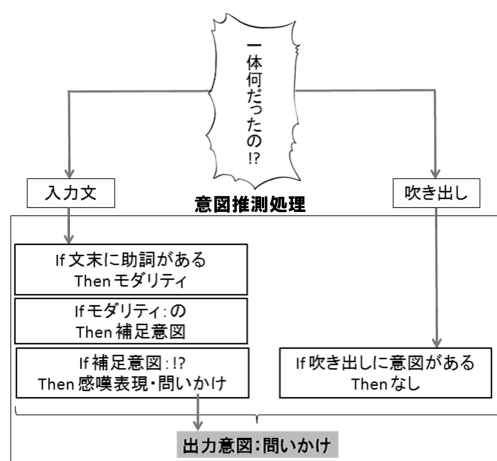 一体何だったの!?
入力文
吹き出し
意図推測処理
If 文末に助詞がある
Then モダリティ
If モダリティ:の
Then 補足意図
If 補足意図:!?
Then 感嘆表現・問いかけ
If 吹き出しに意図がある
Then なし
出力意図:問いかけ